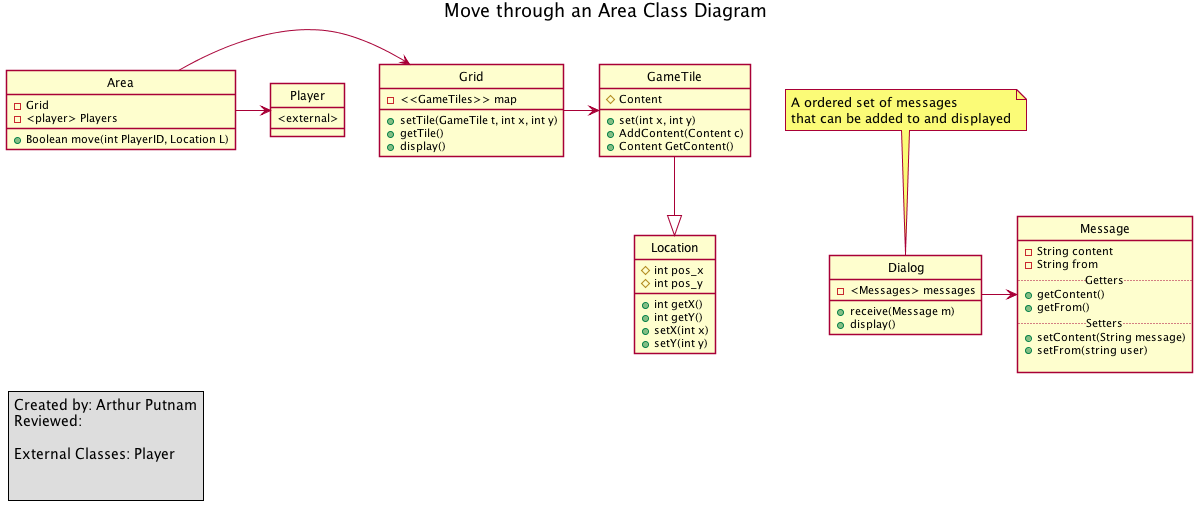 Move through an Area Class Diagram
Area
Grid
<player> Players
Boolean move(int PlayerID, Location L)
Player
<external>
Grid
<<GameTiles>> map
setTile(GameTile t, int x, int y)
getTile()
display()
GameTile
Content
set(int x, int y)
AddContent(Content c)
Content GetContent()
A ordered set of messages
that can be added to and displayed
Location
int pos_x
int pos_y
int getX()
int getY()
setX(int x)
setY(int y)
Dialog
<Messages> messages
receive(Message m)
display()
Message
String content
String from
Getters
getContent()
getFrom()
Setters
setContent(String message)
setFrom(string user)
Created by: Arthur Putnam
Reviewed:
External Classes: Player